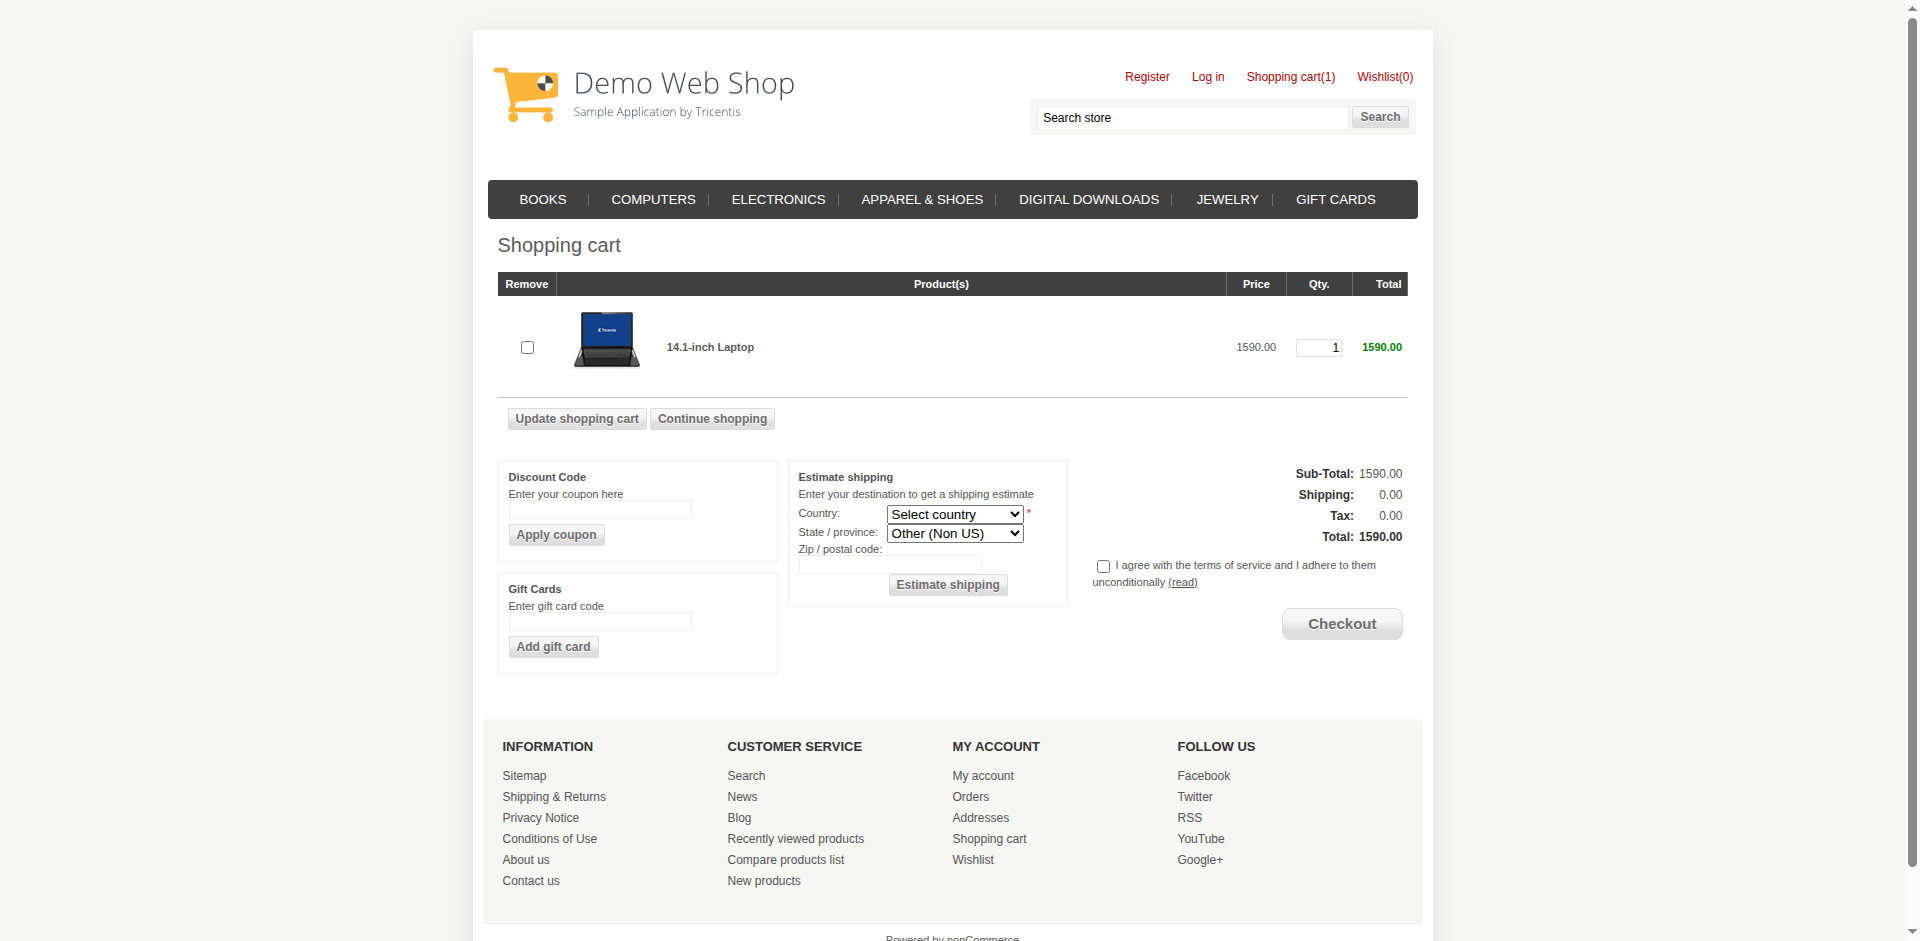 Demo Web Shop
Sample Application by Tricentis
Register Log in Shopping cart(1) Wishlist(0)
Search store Search
BOOKS COMPUTERS ELECTRONICS APPAREL & SHOES DIGITAL DOWNLOADS JEWELRY GIFT CARDS
Shopping cart
Remove Product(s) Price Qty. Total
Tricentis
14.1-inch Laptop 1590.00 1 1590.00
Update shopping cart Continue shopping
Discount Code
Enter your coupon here
Apply coupon
Gift Cards
Enter gift card code
Add gift card
Estimate shipping
Enter your destination to get a shipping estimate
Country: Select country *
State / province: Other (Non US)
Zip / postal code:
Estimate shipping
Sub-Total: 1590.00
Shipping: 0.00
Tax: 0.00
Total: 1590.00
I agree with the terms of service and I adhere to them
unconditionally (read)
Checkout
INFORMATION
Sitemap
Shipping & Returns
Privacy Notice
Conditions of Use
About us
Contact us
CUSTOMER SERVICE
Search
News
Blog
Recently viewed products
Compare products list
New products
MY ACCOUNT
My account
Orders
Addresses
Shopping cart
Wishlist
FOLLOW US
Facebook
Twitter
RSS
YouTube
Google+
Powered by nopCommerce